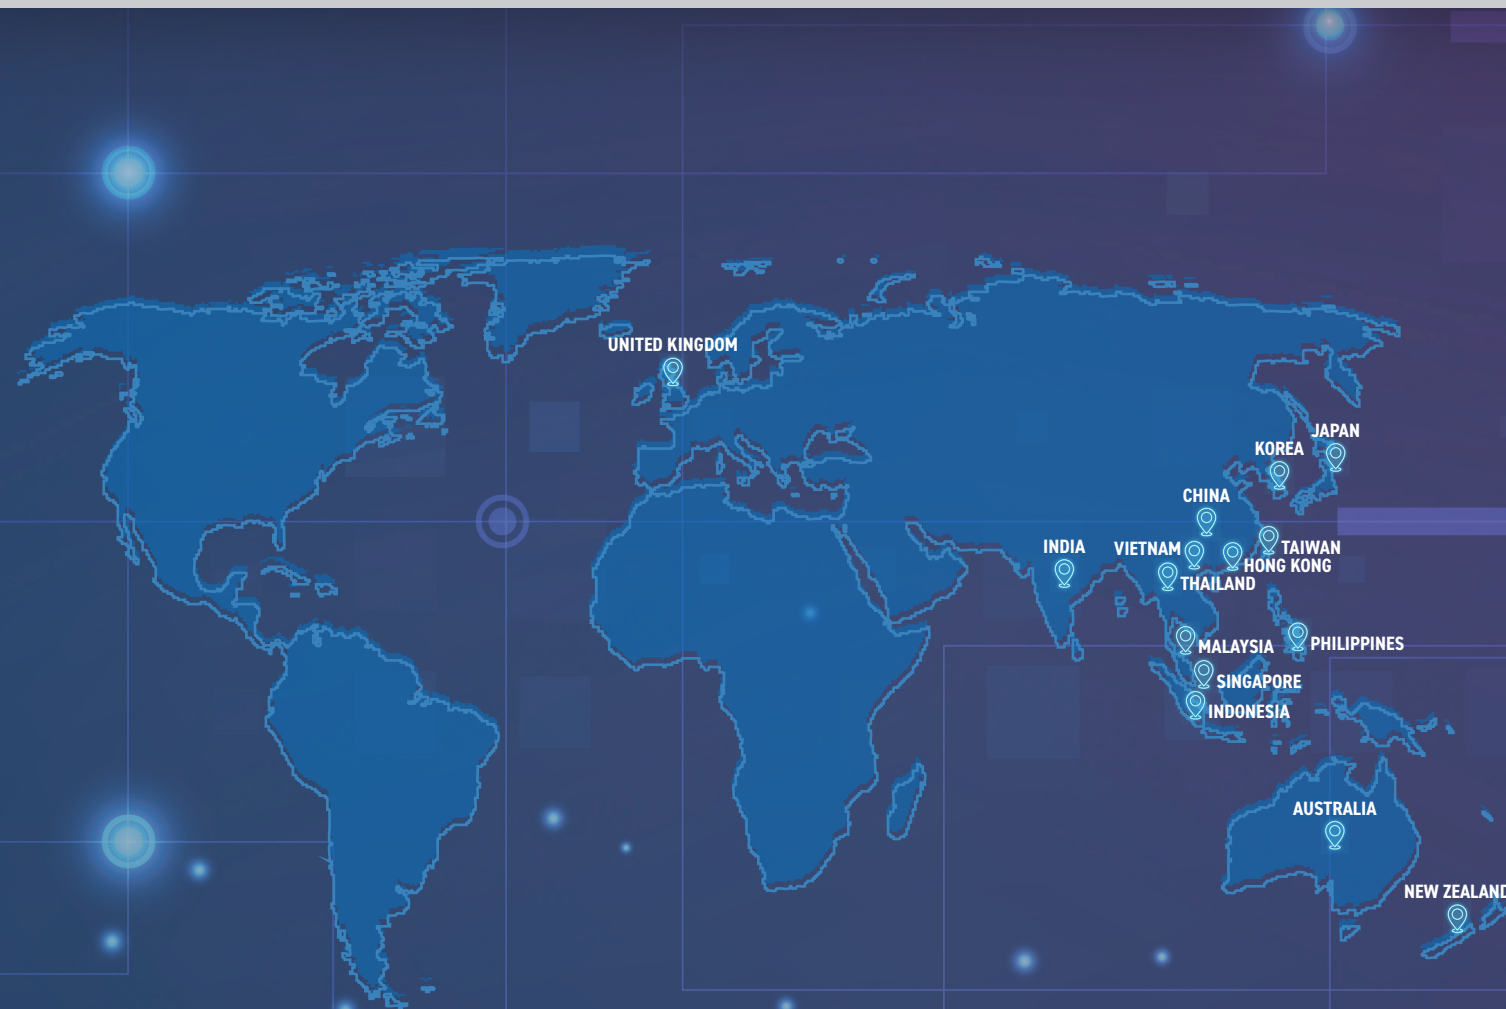 UNITED KINGDOM
JAPAN
KOREA
CHINA
INDIA
VIETNAM
TAIWAN
HONG KONG
THAILAND
PHILIPPINES
MALAYSIA
SINGAPORE
INDONESIA
AUSTRALIA
NEW ZEALAND